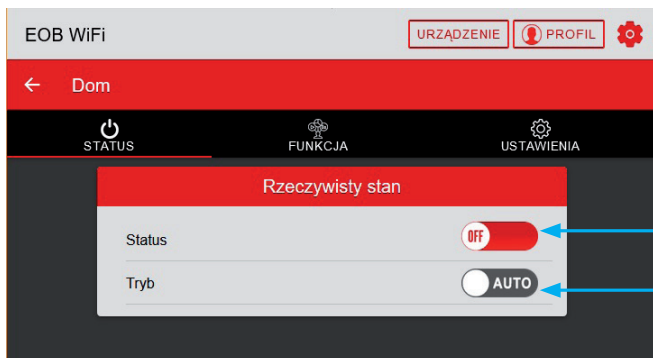 EOB WiFi
URZĄDZENIE
PROFIL
Dom
STATUS
FUNKCJA
USTAWIENIA
Rzeczywisty stan
Status
OFF
Tryb
AUTO